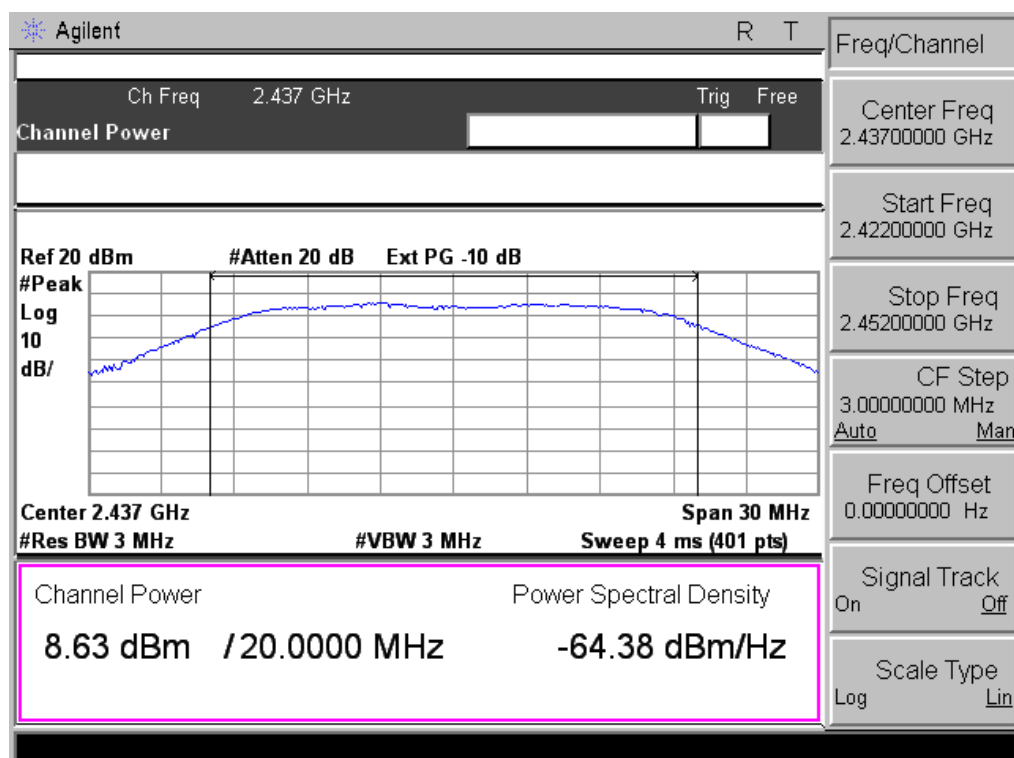 Agilent R T
Ch Freq 2.437 GHz Trig Free
Channel Power
Ref 20 dBm #Atten 20 dB Ext PG -10 dB
#Peak
Log
10
dB/
Center 2.437 GHz Span 30 MHz
#Res BW 3 MHz #VBW 3 MHz Sweep 4 ms (401 pts)
Channel Power Power Spectral Density
8.63 dBm / 20.0000 MHz -64.38 dBm/Hz
Freq/Channel
Center Freq
2.43700000 GHz
Start Freq
2.42200000 GHz
Stop Freq
2.45200000 GHz
CF Step
3.00000000 MHz
Auto Man
Freq Offset
0.00000000 Hz
Signal Track
On Off
Scale Type
Log Lin